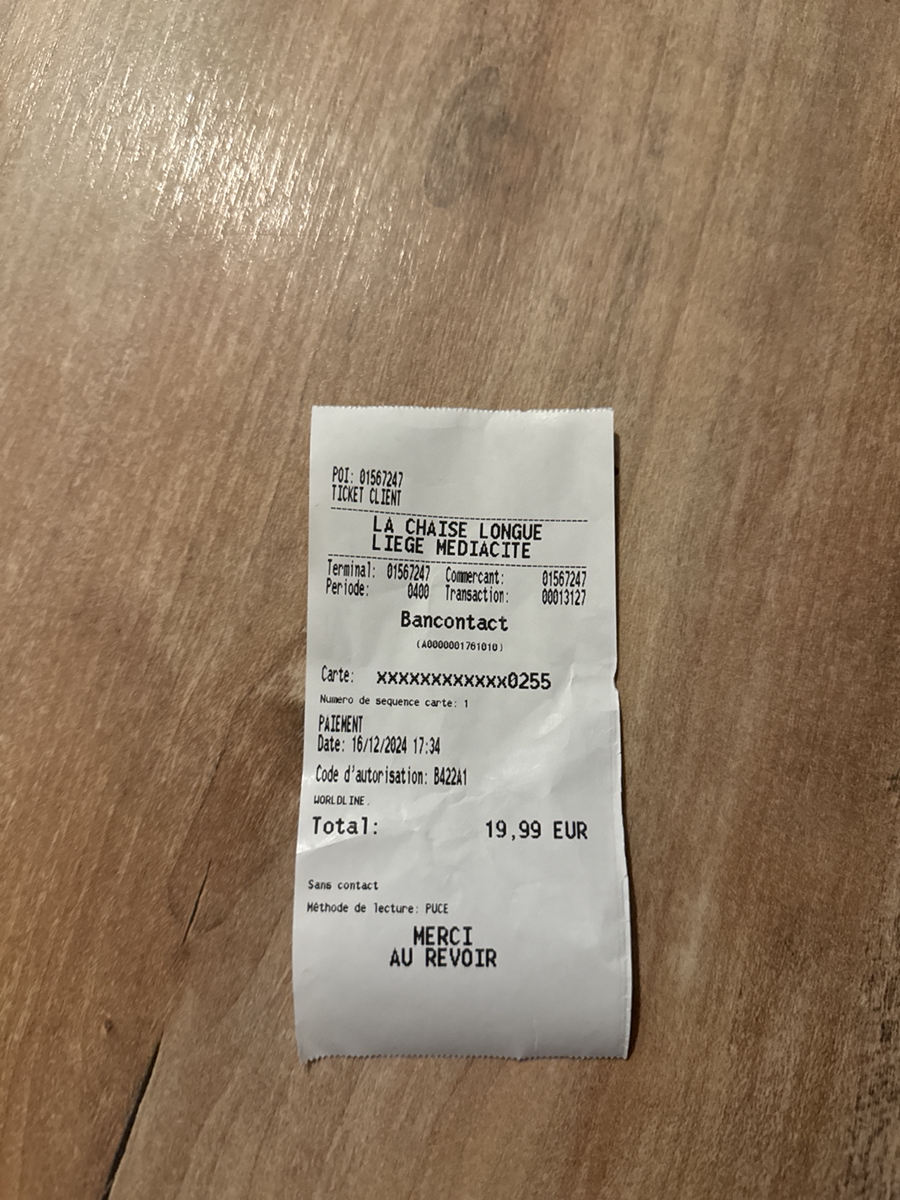 POI: 01567247
TICKET CLIENT
LA CHAISE LONGUE
LIEGE MEDIACITE
Terminal: 01567247 Commercant: 01567247
Periode: 0400 Transaction: 00013127
Bancontact
(A0000001761010)
Carte: xxxxxxxxxxxxx0255
Numero de sequence carte: 1
PAIEMENT
Date: 16/12/2024 17:34
Code d'autorisation: B422A1
WORLDLINE.
Total: 19,99 EUR
Sans contact
Méthode de lecture: PUCE
MERCI
AU REVOIR